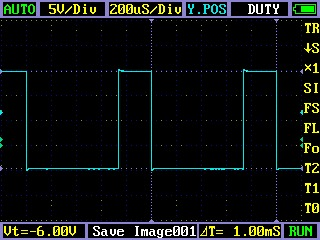 AUTO 5V/Div 200uS/Div Y.POS DUTY
TR
↓S
×1
SI
FS
FL
Fo
T2
T1
T0
Vt=-6.00V Save Image001 ΔT= 1.00mS RUN